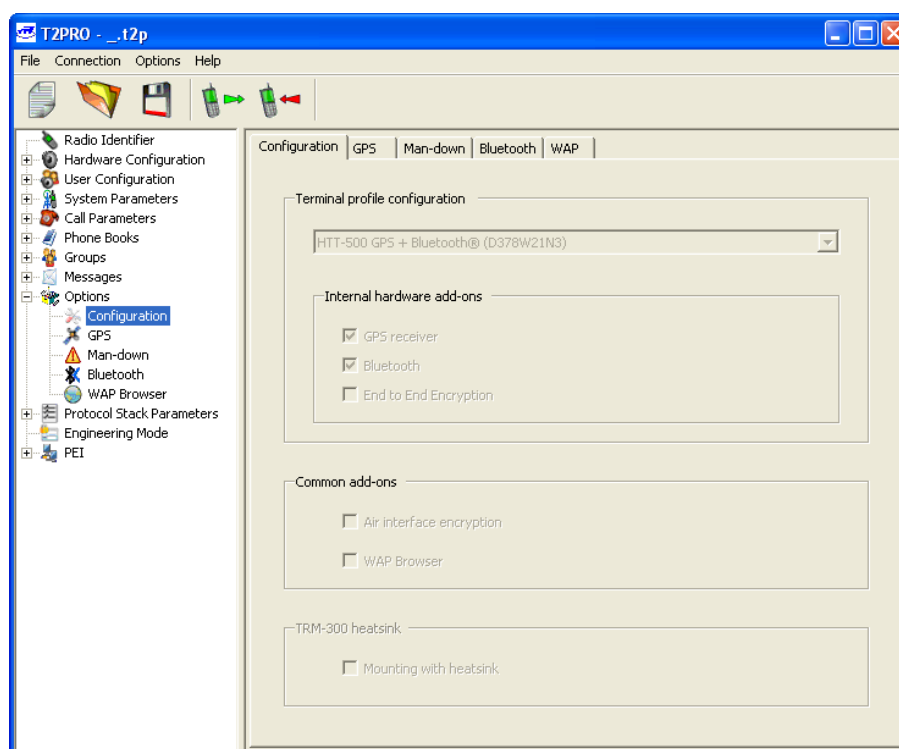 T2PRO - _.t2p
File Connection Options Help
Radio Identifier
Hardware Configuration
User Configuration
System Parameters
Call Parameters
Phone Books
Groups
Messages
Options
Configuration
GPS
Man-down
Bluetooth
WAP Browser
Protocol Stack Parameters
Engineering Mode
PEI
Configuration GPS Man-down Bluetooth WAP
Terminal profile configuration
HTT-500 GPS + Bluetooth® (D378W21N3)
Internal hardware add-ons
GPS receiver
Bluetooth
End to End Encryption
Common add-ons
Air interface encryption
WAP Browser
TRM-300 heatsink
Mounting with heatsink